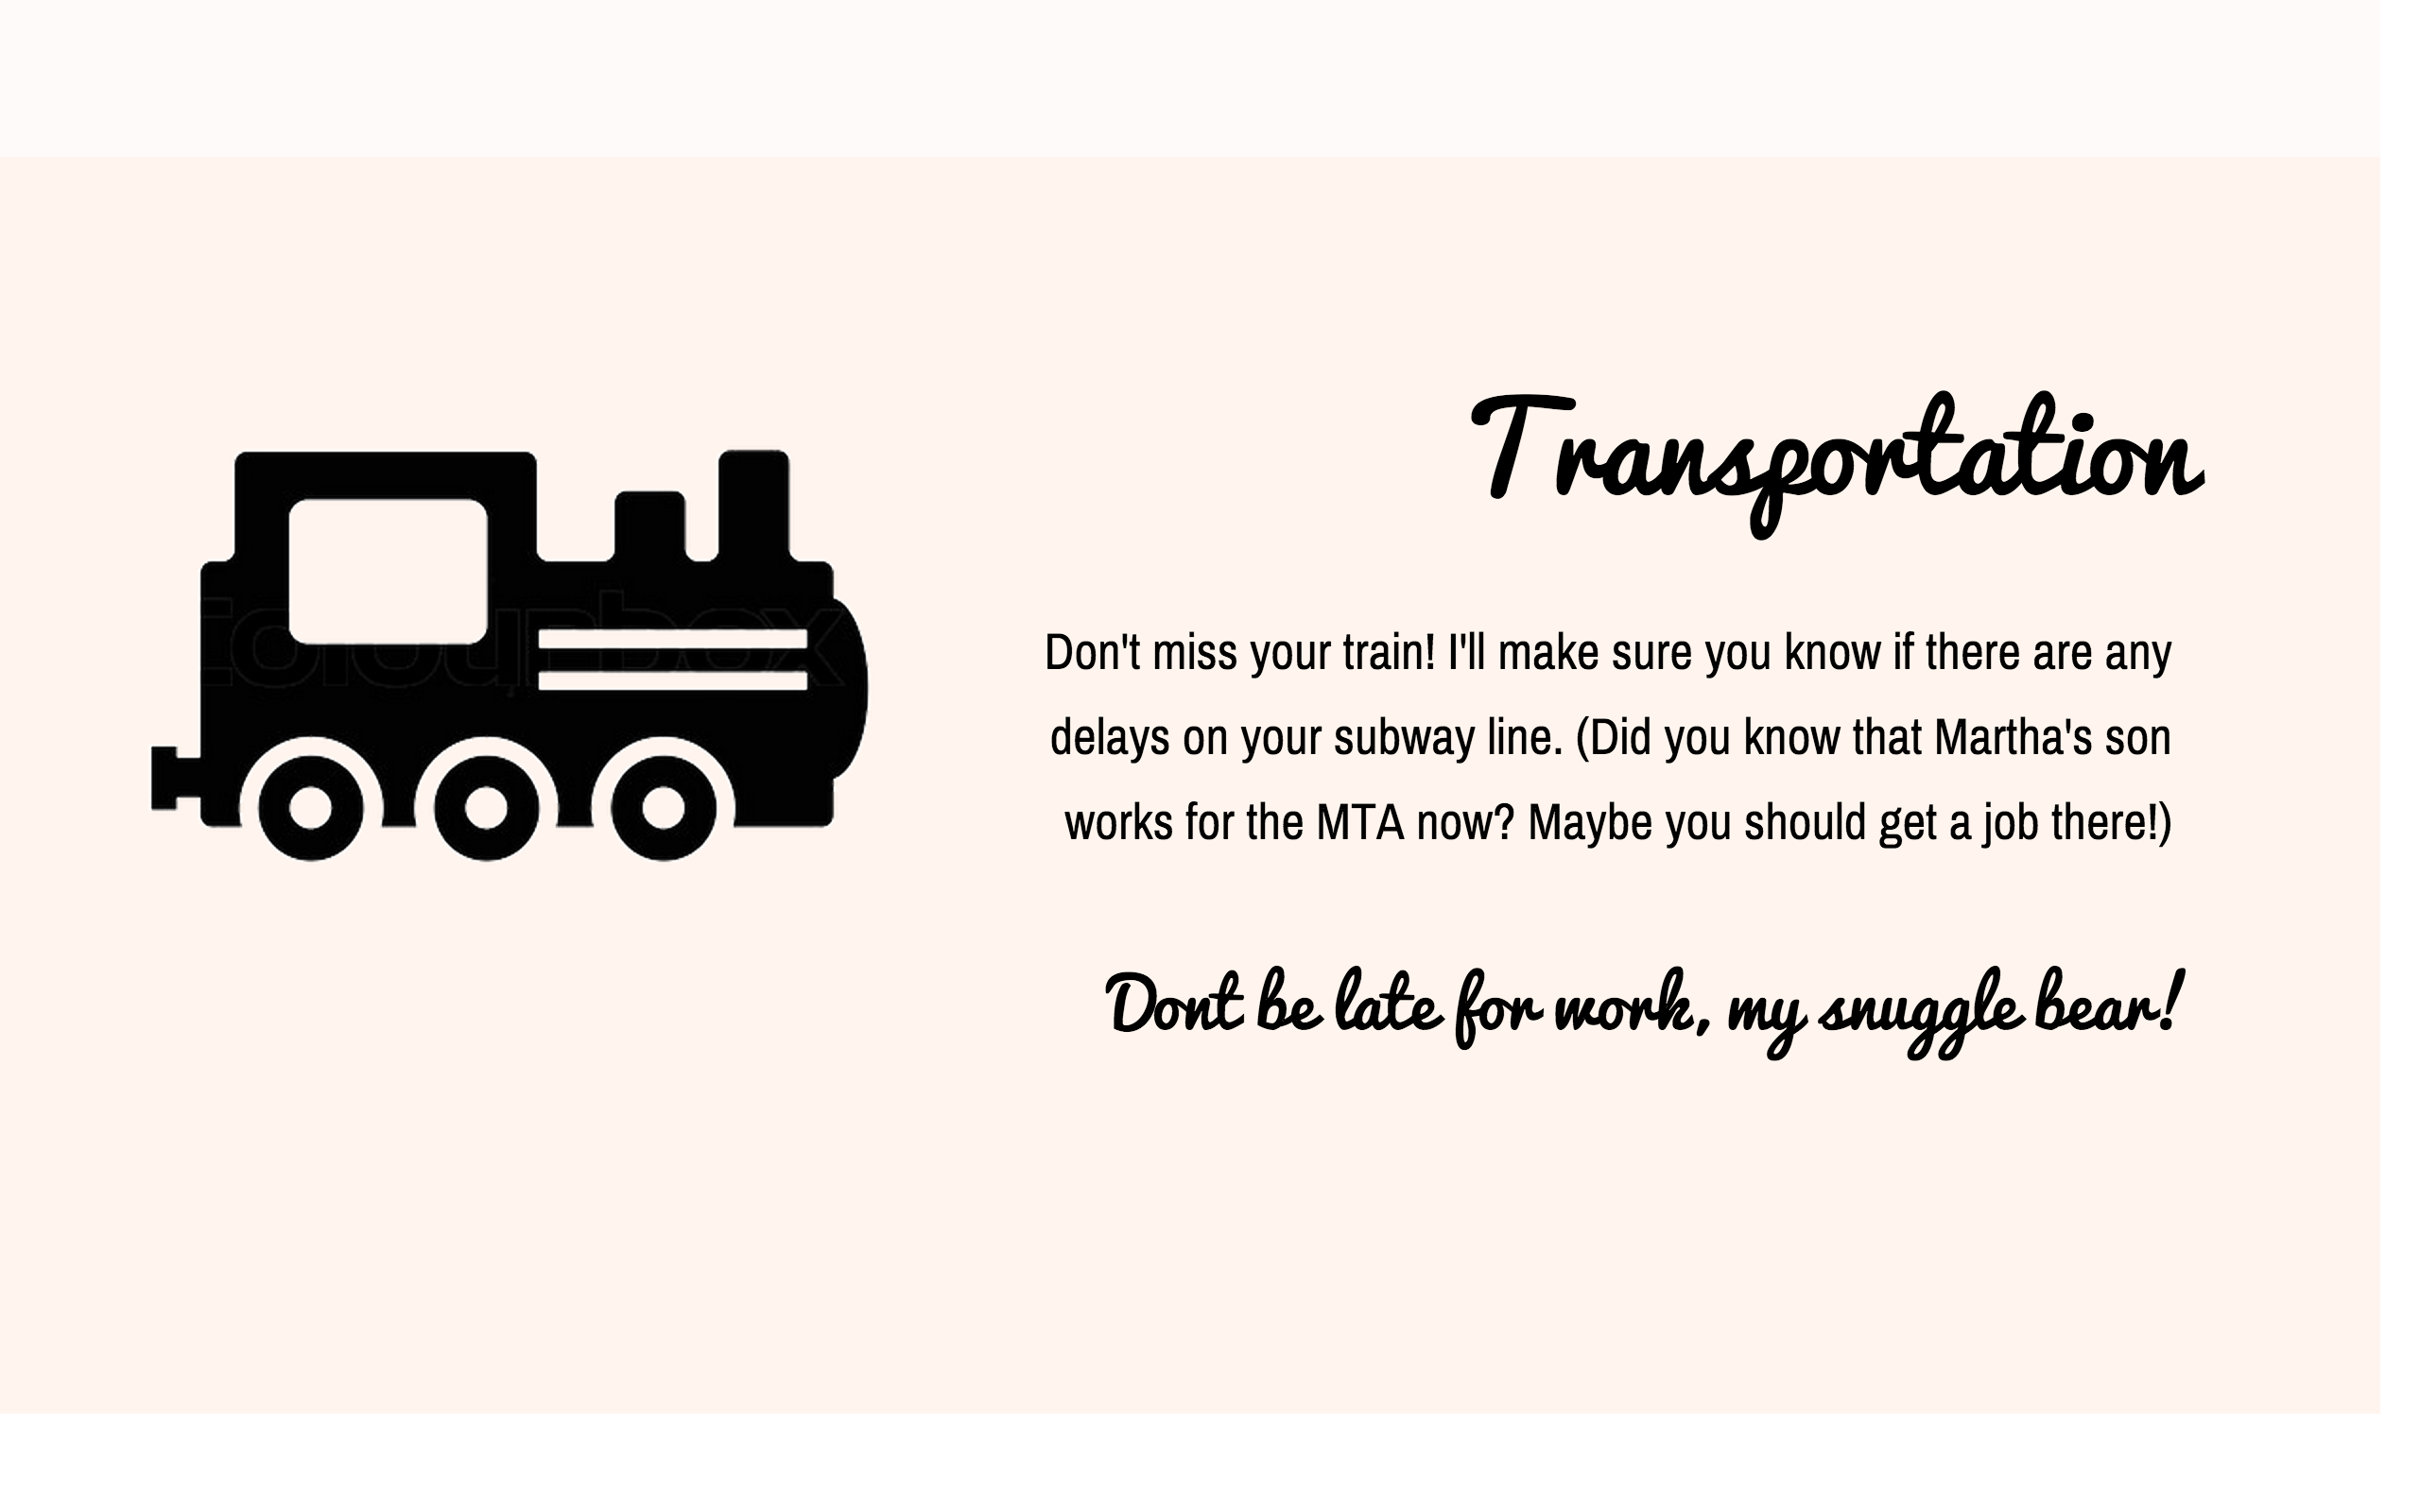 Transportation
Don't miss your train! I'll make sure you know if there are any
delays on your subway line. (Did you know that Martha's son
works for the MTA now? Maybe you should get a job there!)
Dont be late for work, my snuggle bear!
colourbox